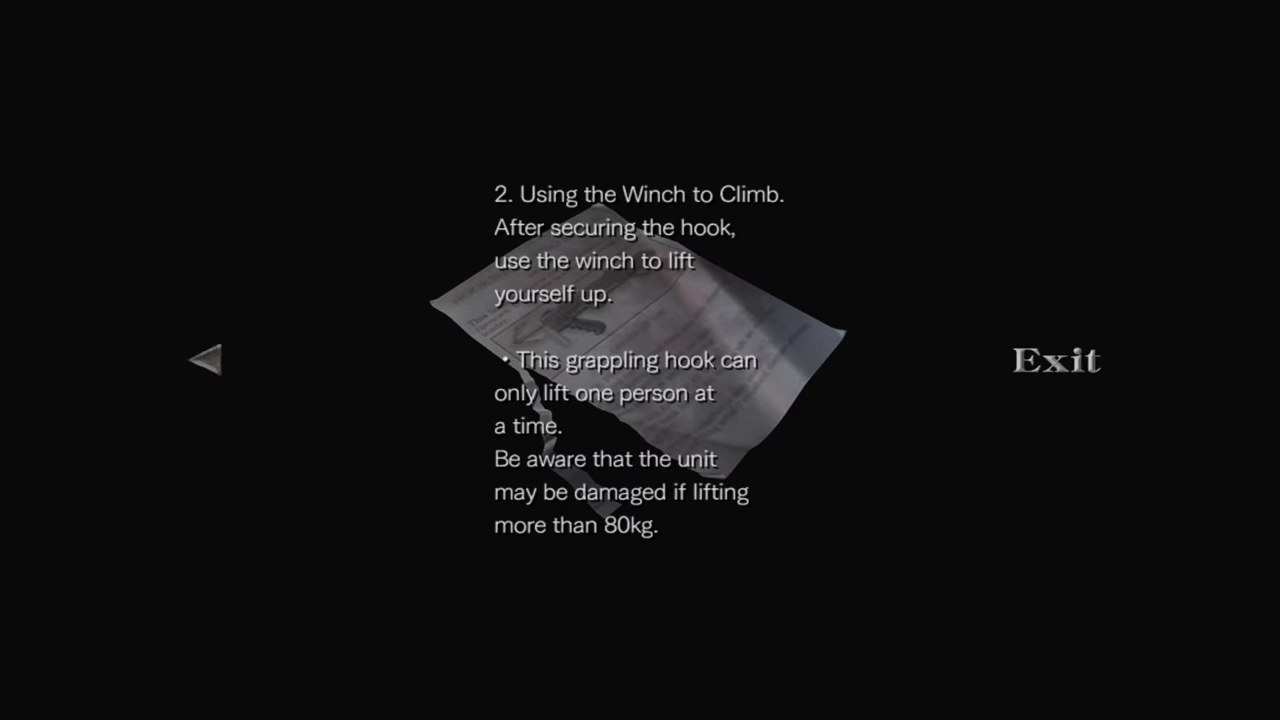 2. Using the Winch to Climb.
After securing the hook,
use the winch to lift
yourself up.
・This grappling hook can
only lift one person at
a time.
Be aware that the unit
may be damaged if lifting
more than 80kg.
Exit